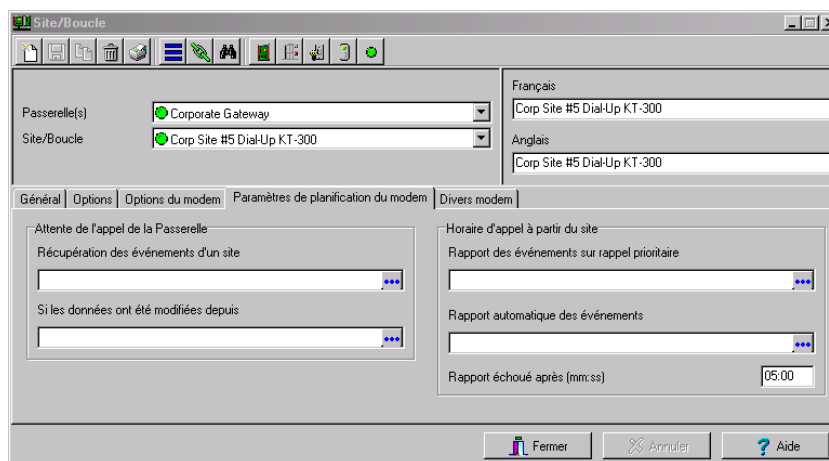 Site/Boucle
Français
Passerelle(s) Corporate Gateway Corp Site #5 Dial-Up KT-300
Site/Boucle Corp Site #5 Dial-Up KT-300 Anglais
Corp Site #5 Dial-Up KT-300
Général Options Options du modem Paramètres de planification du modem Divers modem
Attente de l'appel de la Passerelle
Récupération des événements d'un site
Si les données ont été modifiées depuis
Horaire d'appel à partir du site
Rapport des événements sur rappel prioritaire
Rapport automatique des événements
Rapport échoué après (mm:ss) 05:00
Fermer Annuler Aide